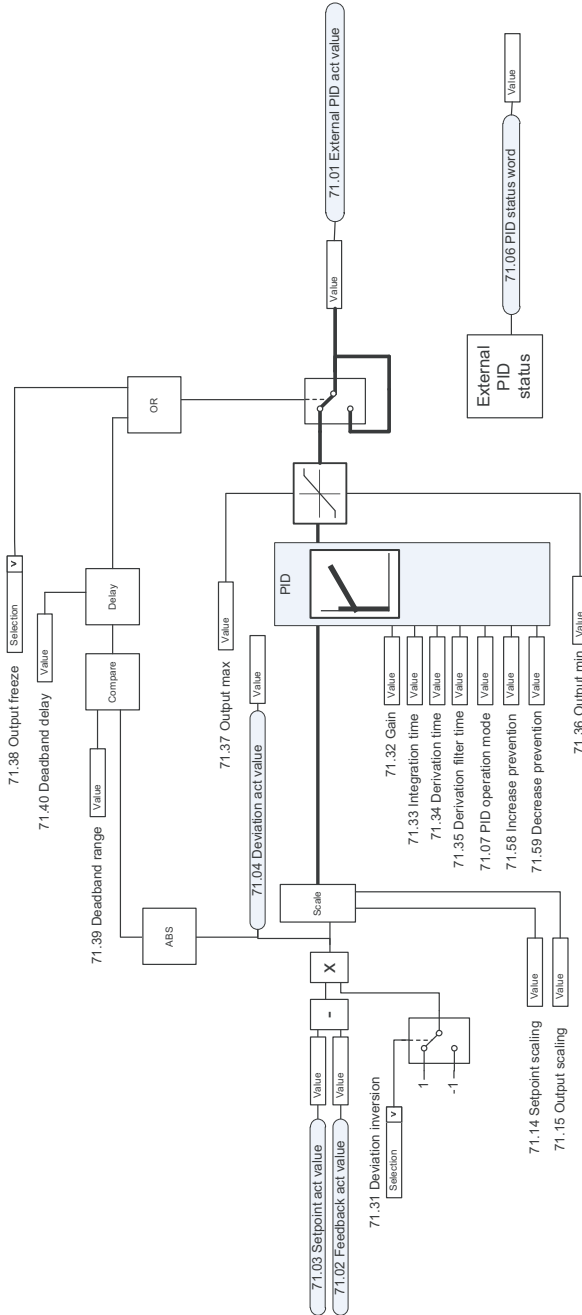 71.38 Output freeze
Selection
v
71.40 Deadband delay
Value
71.39 Deadband range
Value
Compare
Delay
OR
ABS
71.04 Deviation act value
Value
71.37 Output max
Value
71.03 Setpoint act value
Value
71.02 Feedback act value
Value
-
X
Scale
71.31 Deviation inversion
Selection
v
1
-1
71.14 Setpoint scaling
Value
71.15 Output scaling
Value
PID
71.32 Gain
Value
71.33 Integration time
Value
71.34 Derivation time
Value
71.35 Derivation filter time
Value
71.07 PID operation mode
Value
71.58 Increase prevention
Value
71.59 Decrease prevention
Value
71.36 Output min
Value
Value
71.01 External PID act value
External
PID
status
71.06 PID status word
Value